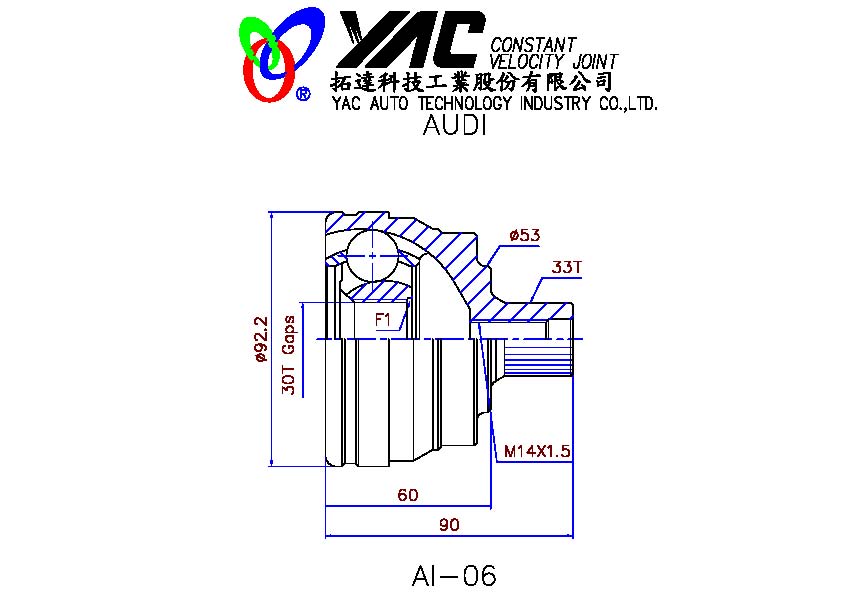 YAC CONSTANT
VELOCITY JOINT
®
拓達科技工業股份有限公司
YAC AUTO TECHNOLOGY INDUSTRY CO.,LTD.
AUDI
ø53
33T
F1
ø92.2
30T Gaps
M14X1.5
60
90
AI-06